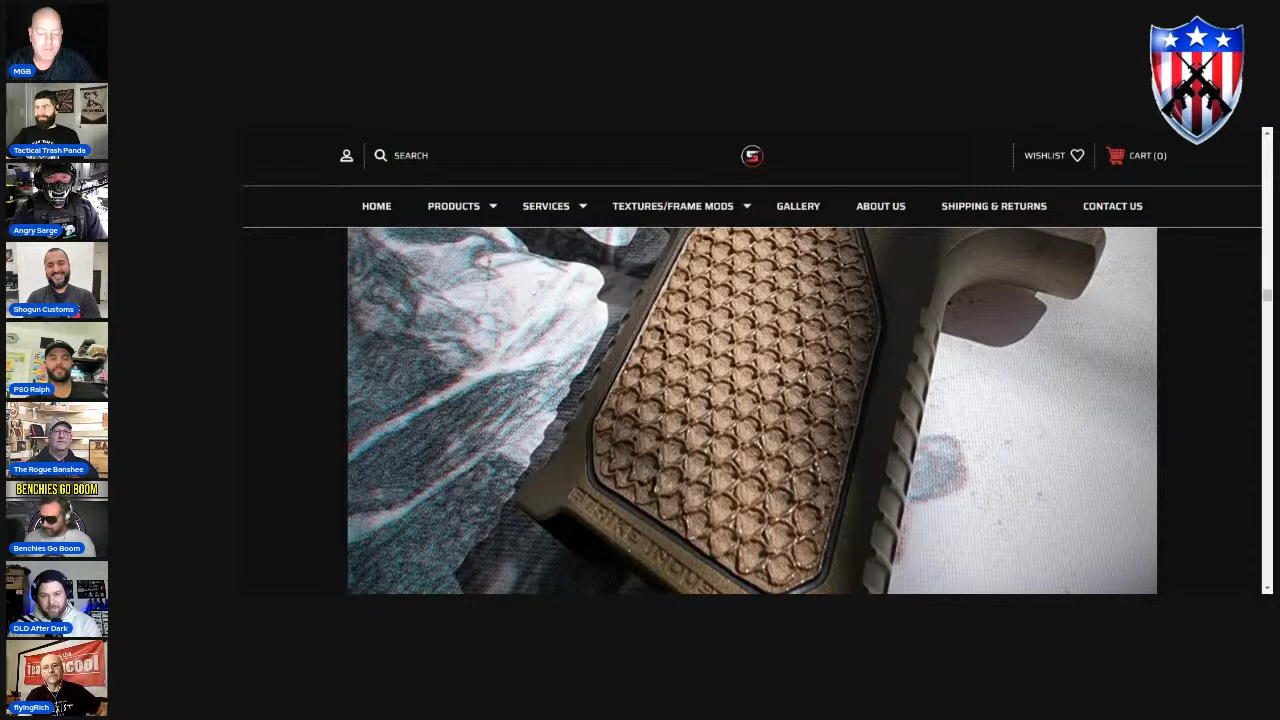 MGB
Tactical Trash Panda
Angry Sarge
Shogun Customs
PSO Ralph
The Rogue Banshee
BENCHIES GO BOOM
Benchies Go Boom
DLD After Dark
flyingRich
SEARCH
WISHLIST
CART (0)
HOME
PRODUCTS
SERVICES
TEXTURES/FRAME MODS
GALLERY
ABOUT US
SHIPPING & RETURNS
CONTACT US